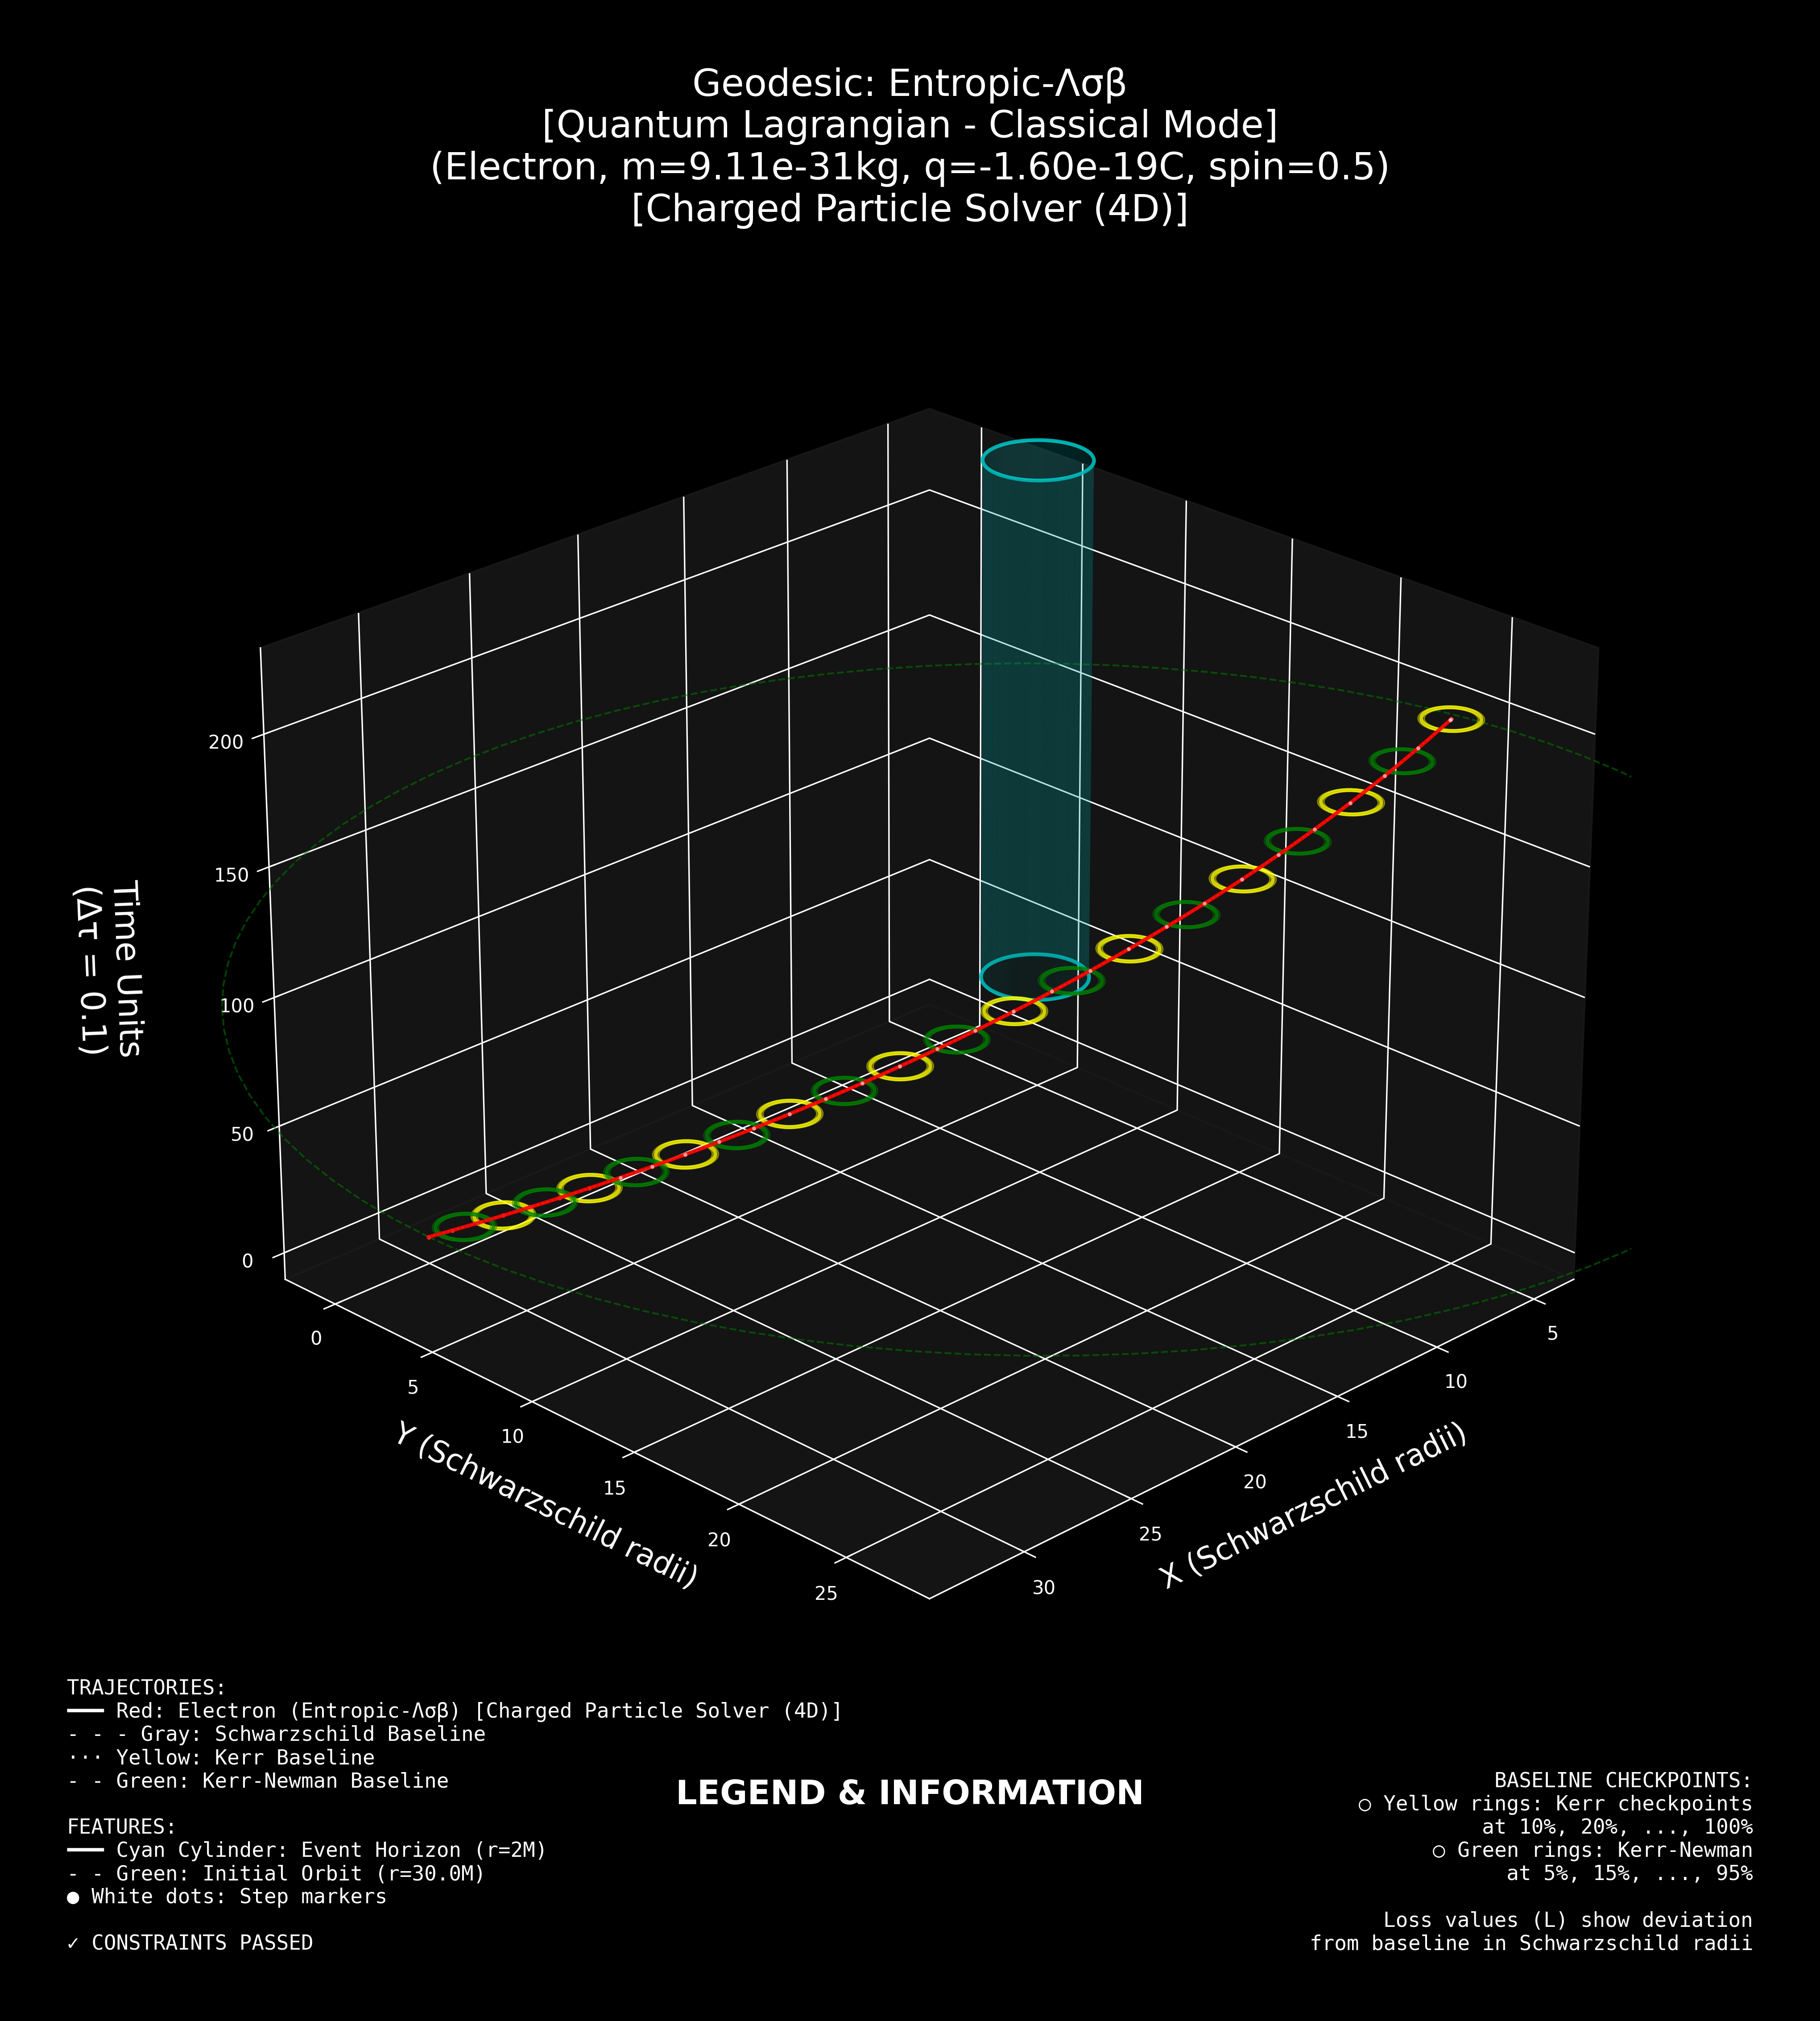 Geodesic: Entropic-Λσβ
[Quantum Lagrangian - Classical Mode]
(Electron, m=9.11e-31kg, q=-1.60e-19C, spin=0.5)
[Charged Particle Solver (4D)]
200
150
100
50
0
Time Units
(Δτ = 0.1)
0
5
10
15
20
25
Y (Schwarzschild radii)
5
10
15
20
25
30
X (Schwarzschild radii)
TRAJECTORIES:
━━━ Red: Electron (Entropic-Λσβ) [Charged Particle Solver (4D)]
- - - Gray: Schwarzschild Baseline
··· Yellow: Kerr Baseline
- - Green: Kerr-Newman Baseline
FEATURES:
━━━ Cyan Cylinder: Event Horizon (r=2M)
- - Green: Initial Orbit (r=30.0M)
● White dots: Step markers
✓ CONSTRAINTS PASSED
LEGEND & INFORMATION
BASELINE CHECKPOINTS:
○ Yellow rings: Kerr checkpoints
at 10%, 20%, ..., 100%
○ Green rings: Kerr-Newman
at 5%, 15%, ..., 95%
Loss values (L) show deviation
from baseline in Schwarzschild radii